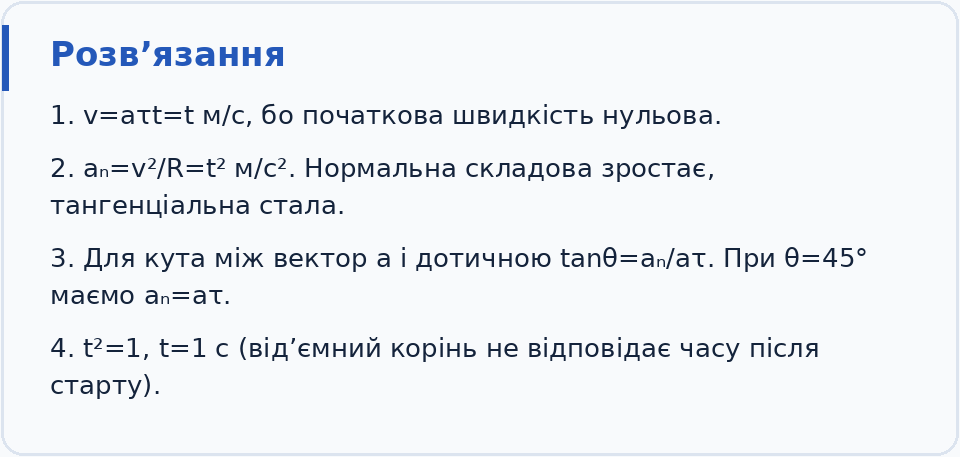 Розв’язання
1. v=aτt=t м/с, бо початкова швидкість нульова.
2. aₙ=v²/R=t² м/с². Нормальна складова зростає,
тангенціальна стала.
3. Для кута між вектор a і дотичною tanθ=aₙ/aτ. При θ=45°
маємо aₙ=aτ.
4. t²=1, t=1 с (від’ємний корінь не відповідає часу після
старту).